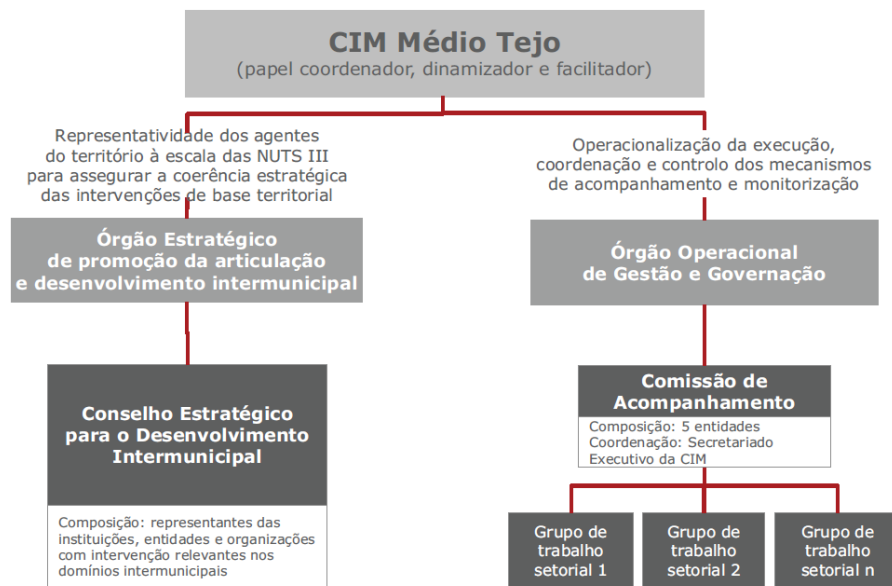 CIM Médio Tejo
(papel coordenador, dinamizador e facilitador)
Representatividade dos agentes
do território à escala das NUTS III
para assegurar a coerência estratégica
das intervenções de base territorial
Órgão Estratégico
de promoção da articulação
e desenvolvimento intermunicipal
Conselho Estratégico
para o Desenvolvimento
Intermunicipal
Composição: representantes das
instituições, entidades e organizações
com intervenção relevantes nos
domínios intermunicipais
Operacionalização da execução,
coordenação e controlo dos mecanismos
de acompanhamento e monitorização
Órgão Operacional
de Gestão e Governação
Comissão de
Acompanhamento
Composição: 5 entidades
Coordenação: Secretariado
Executivo da CIM
Grupo de
trabalho
setorial 1
Grupo de
trabalho
setorial 2
Grupo de
trabalho
setorial n